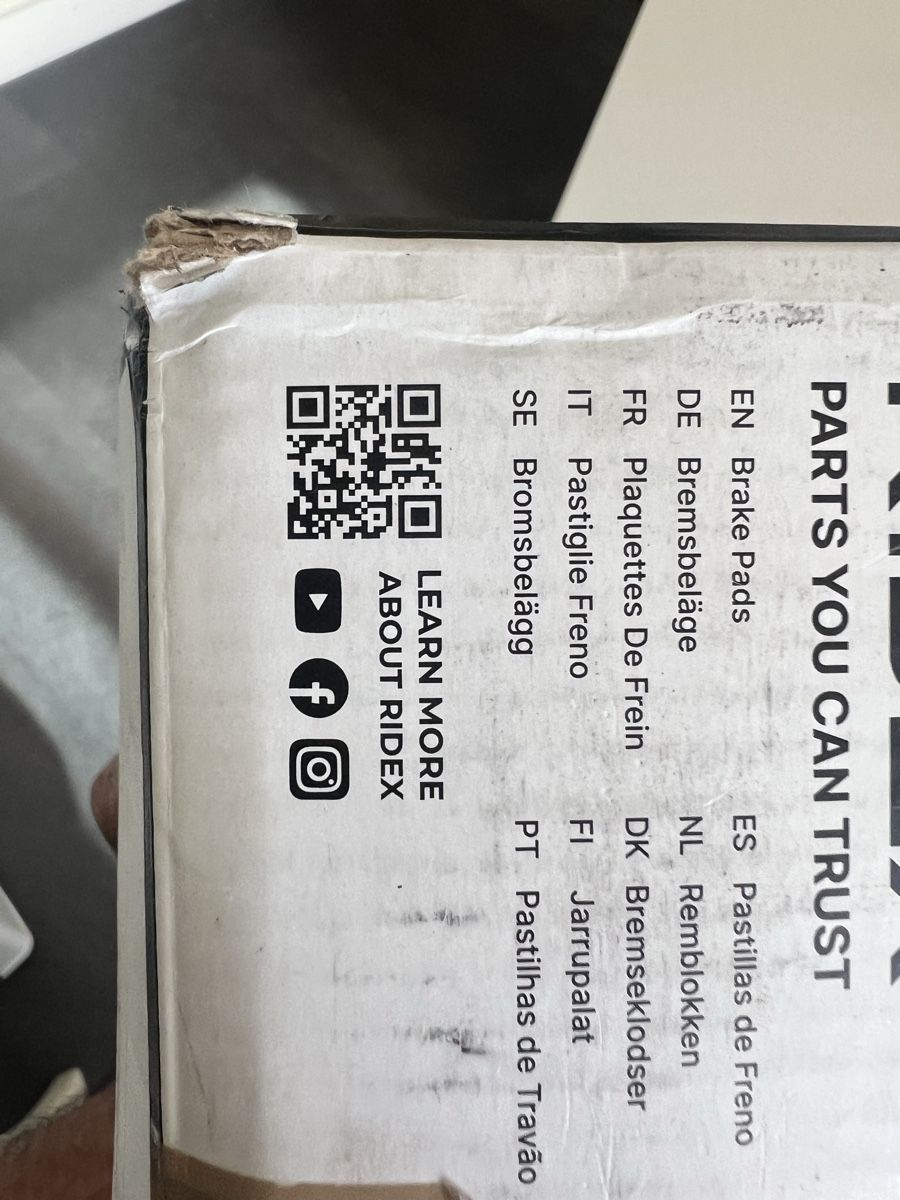 PARTS YOU CAN TRUST
EN Brake Pads
DE Bremsbeläge
FR Plaquettes De Frein
IT Pastiglie Freno
SE Bromsbelägg
ES Pastillas de Freno
NL Remblokken
DK Bremseklodser
FI Jarrupalat
PT Pastilhas de Travão
LEARN MORE
ABOUT RIDEX